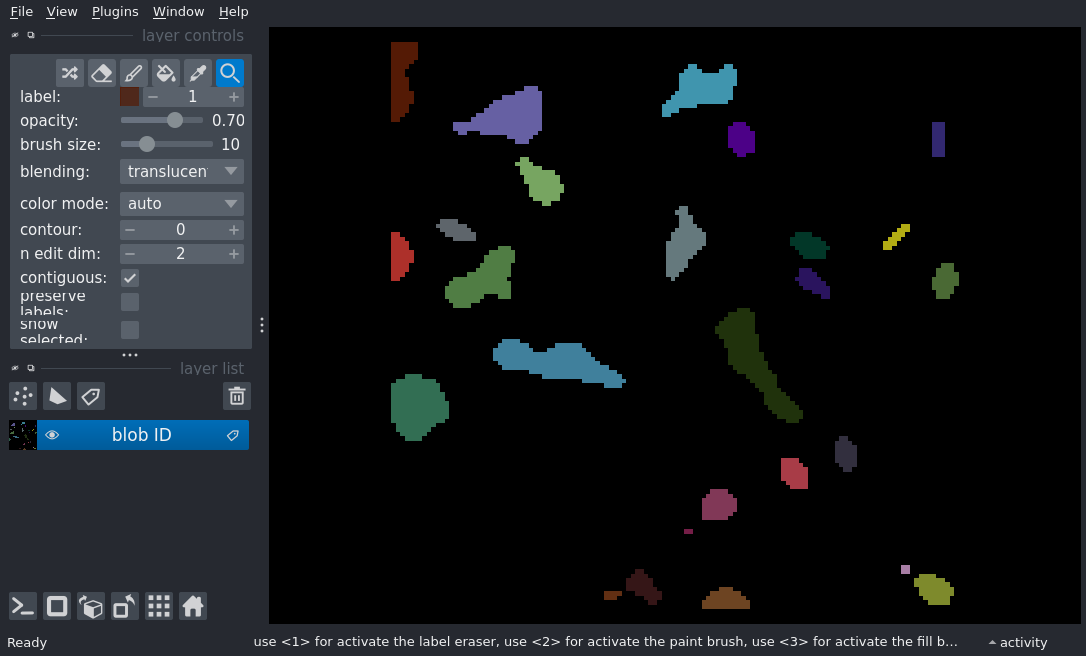 File View Plugins Window Help
layer controls
label: 1
opacity: 0.70
brush size: 10
blending: translucen
color mode: auto
contour: 0
n edit dim: 2
contiguous:
preserve
labels:
show
selected:
layer list
blob ID
Ready use <1> for activate the label eraser, use <2> for activate the paint brush, use <3> for activate the fill b... activity